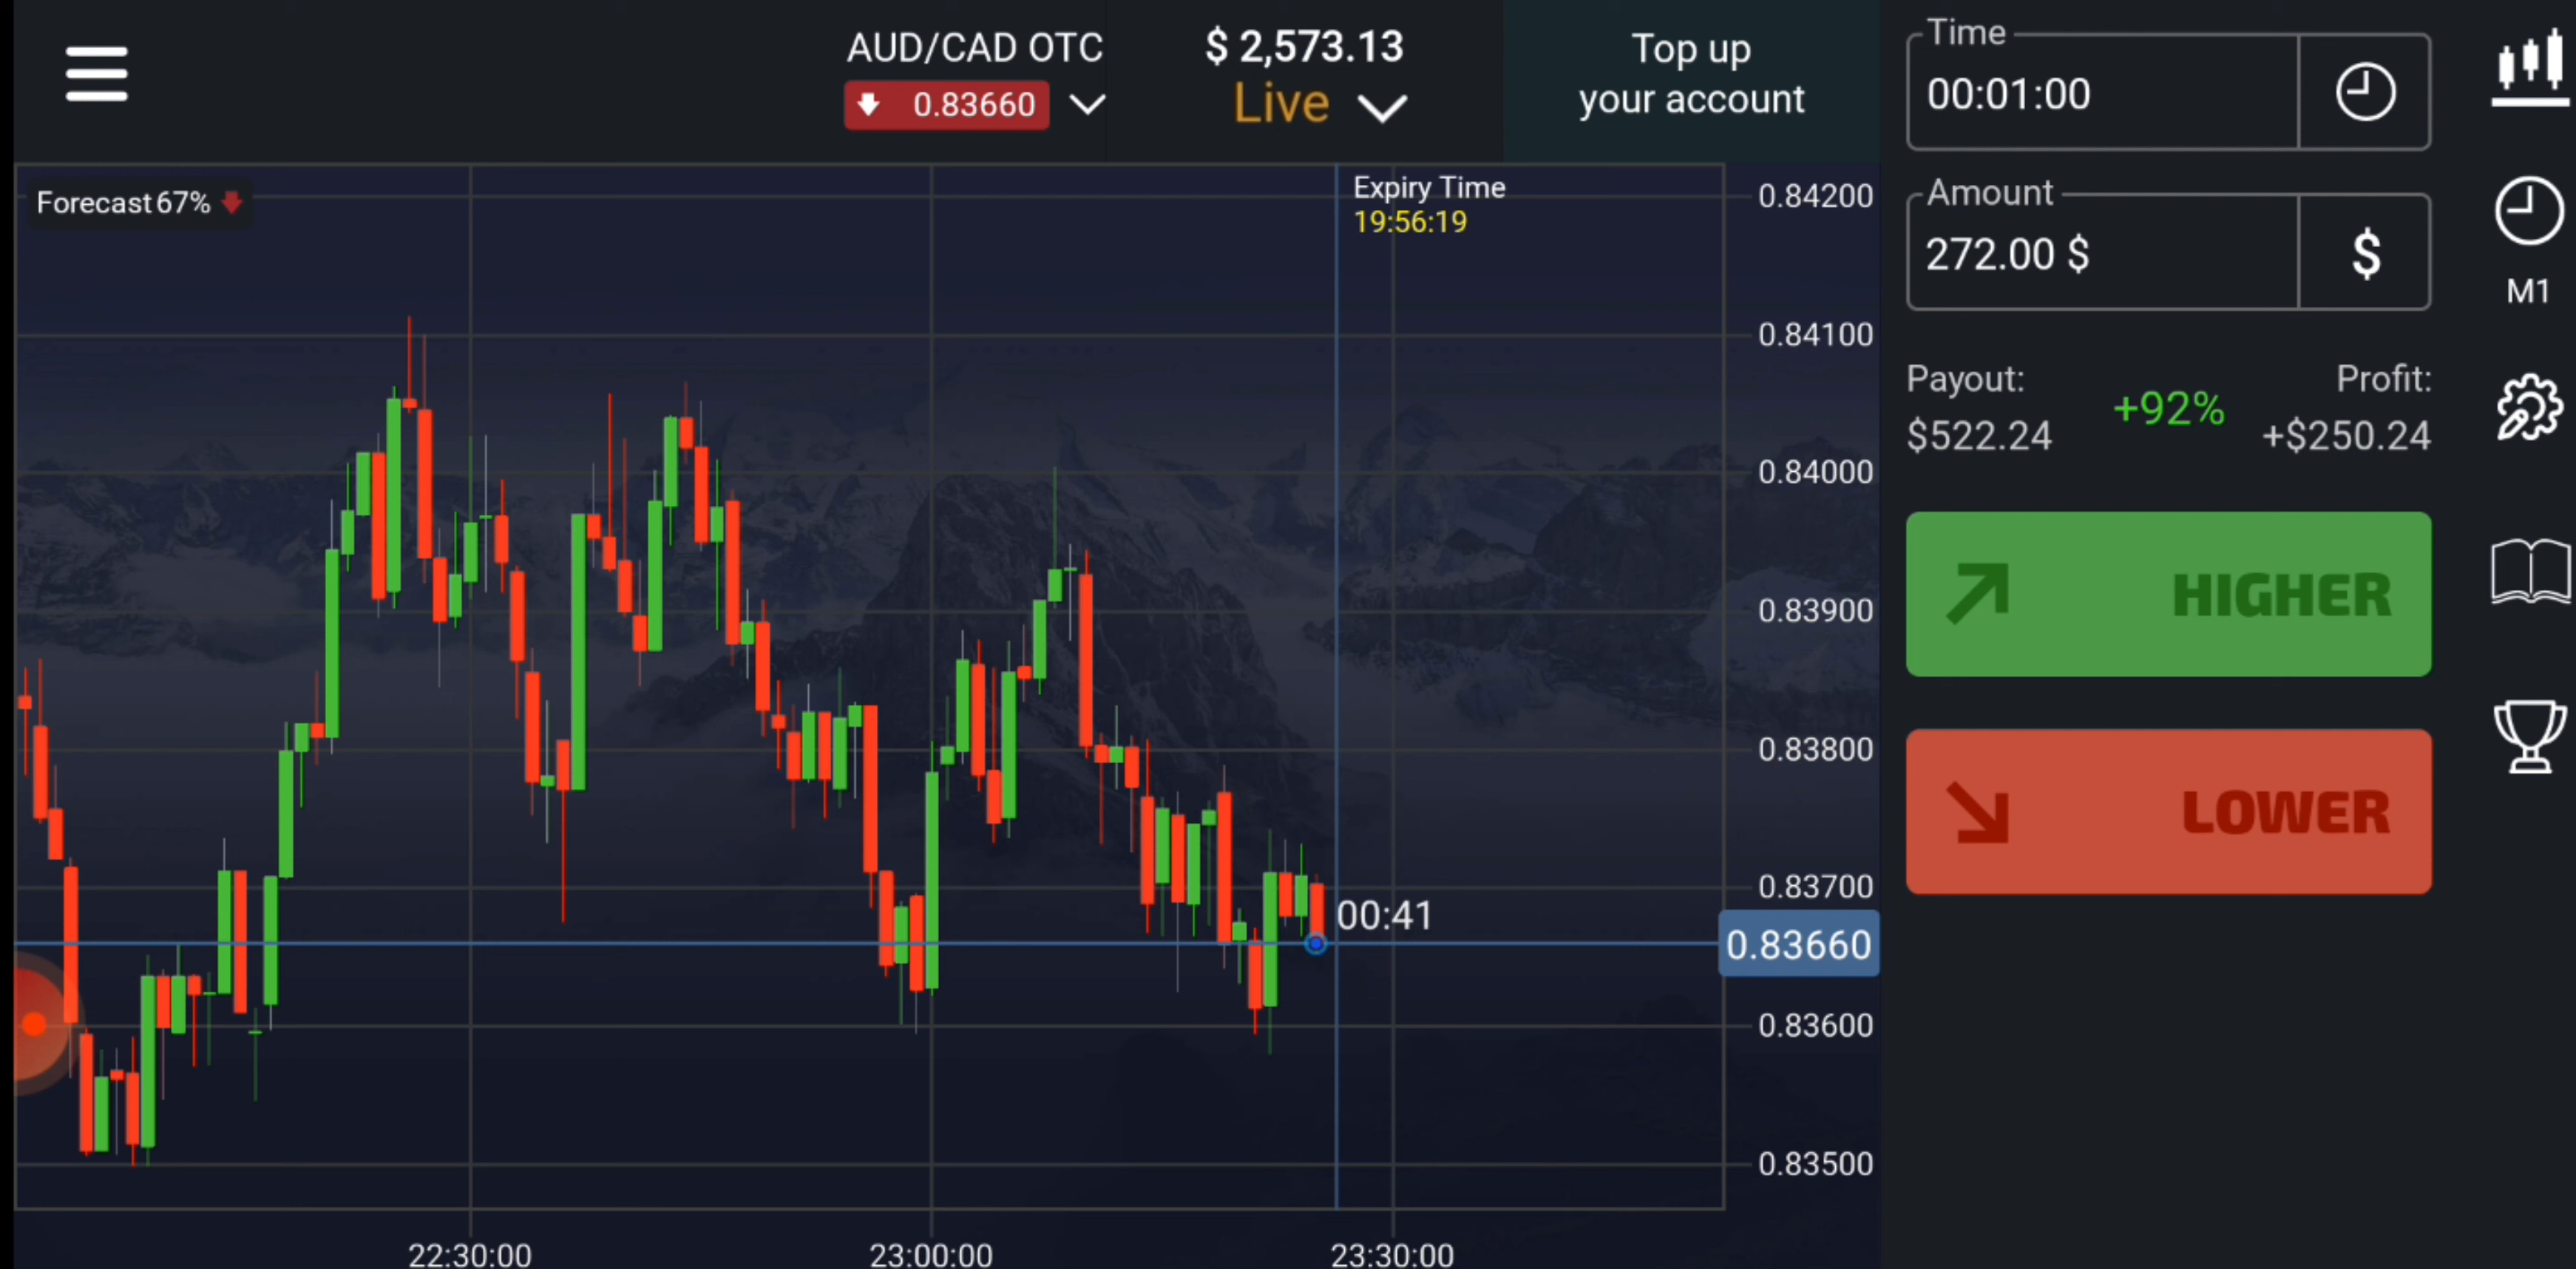 AUD/CAD OTC
0.83660
$ 2,573.13
Live
Top up
your account
Time
00:01:00
Amount
272.00 $
$
M1
Payout:
$522.24
+92%
Profit:
+$250.24
HIGHER
LOWER
Forecast 67%
Expiry Time
19:56:19
00:41
0.84200
0.84100
0.84000
0.83900
0.83800
0.83700
0.83660
0.83600
0.83500
22:30:00
23:00:00
23:30:00